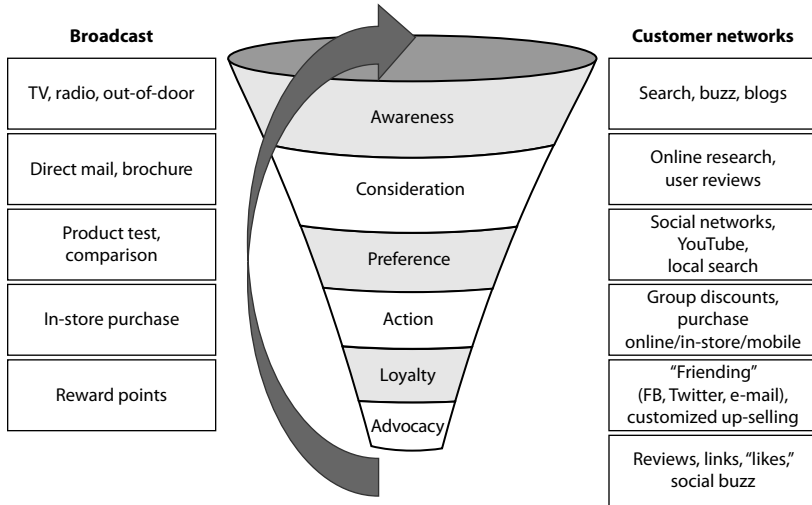 Broadcast
TV, radio, out-of-door
Direct mail, brochure
Product test,
comparison
In-store purchase
Reward points
Awareness
Consideration
Preference
Action
Loyalty
Advocacy
Customer networks
Search, buzz, blogs
Online research,
user reviews
Social networks,
YouTube,
local search
Group discounts,
purchase
online/in-store/mobile
“Friending”
(FB, Twitter, e-mail),
customized up-selling
Reviews, links, “likes,”
social buzz